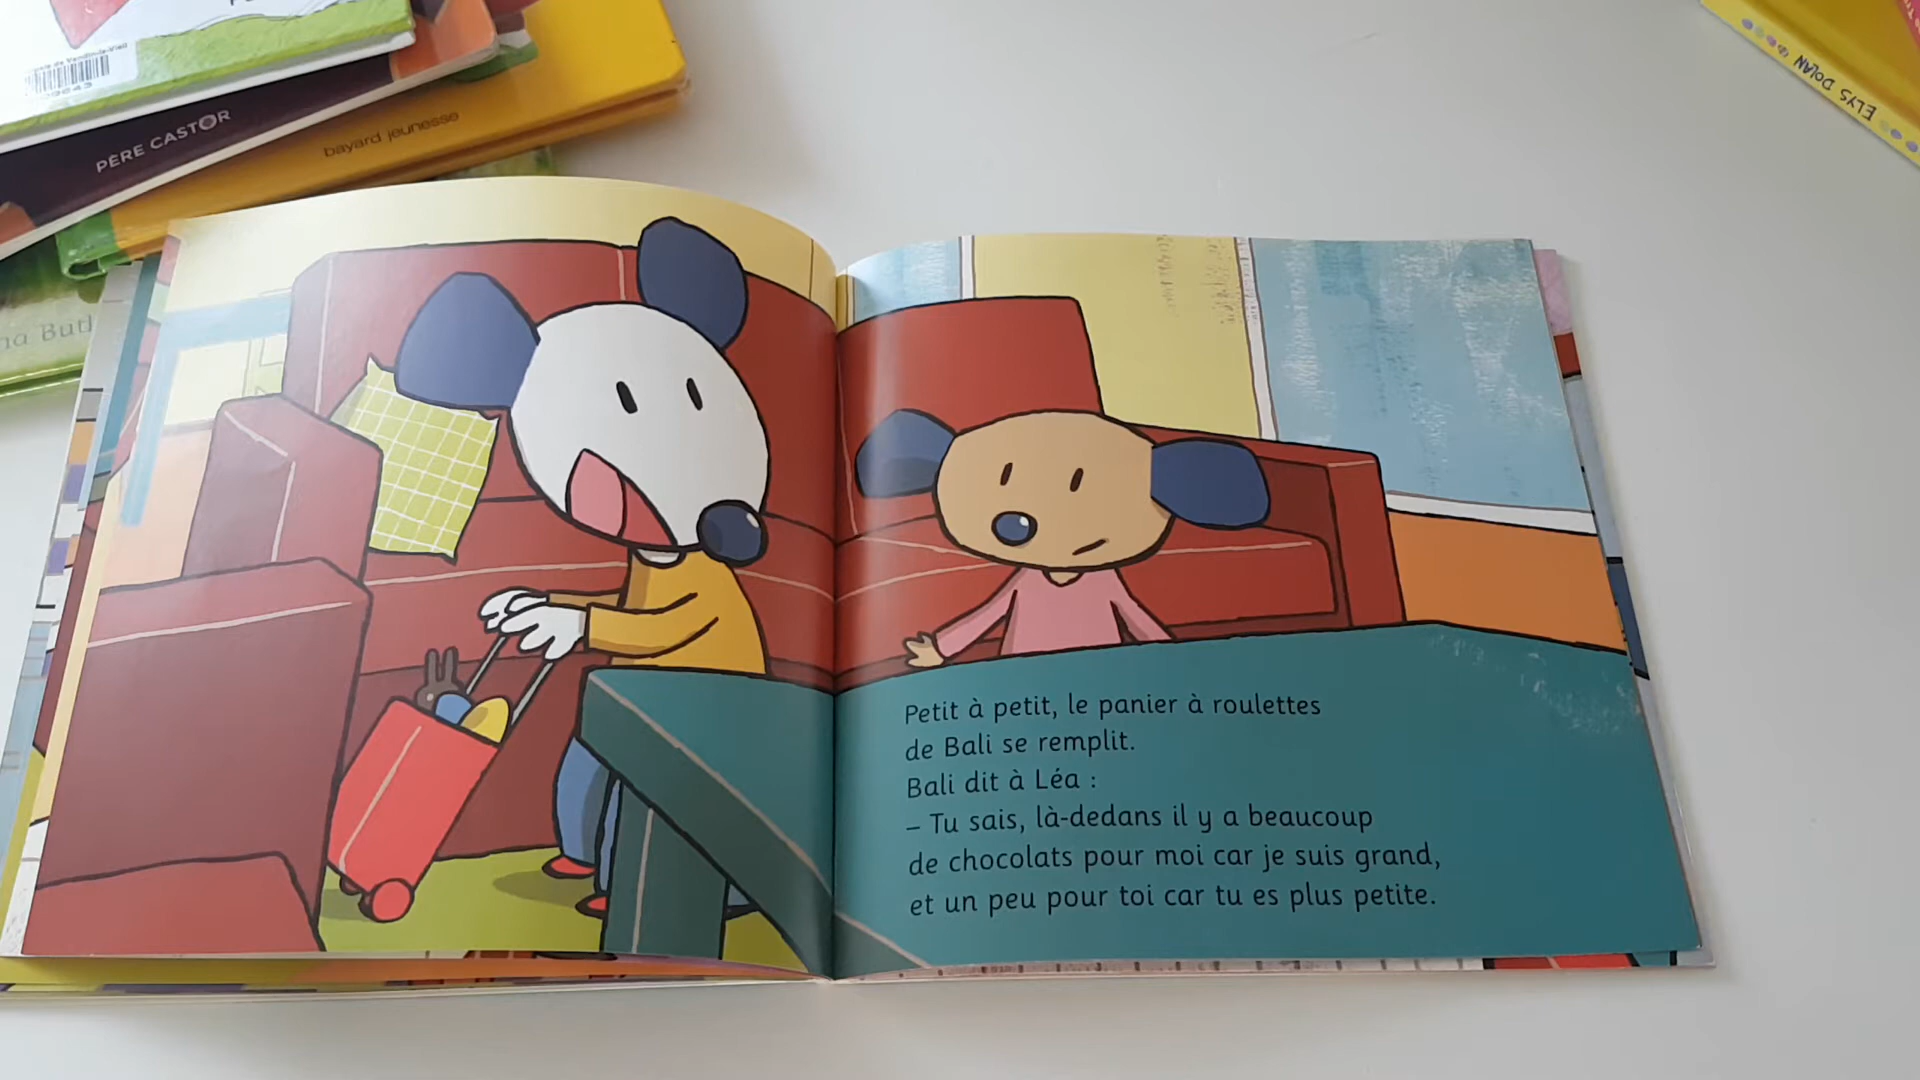 PÈRE CASTOR
bayard jeunesse
ELYS DOLAN
Petit à petit, le panier à roulettes
de Bali se remplit.
Bali dit à Léa :
– Tu sais, là-dedans il y a beaucoup
de chocolats pour moi car je suis grand,
et un peu pour toi car tu es plus petite.